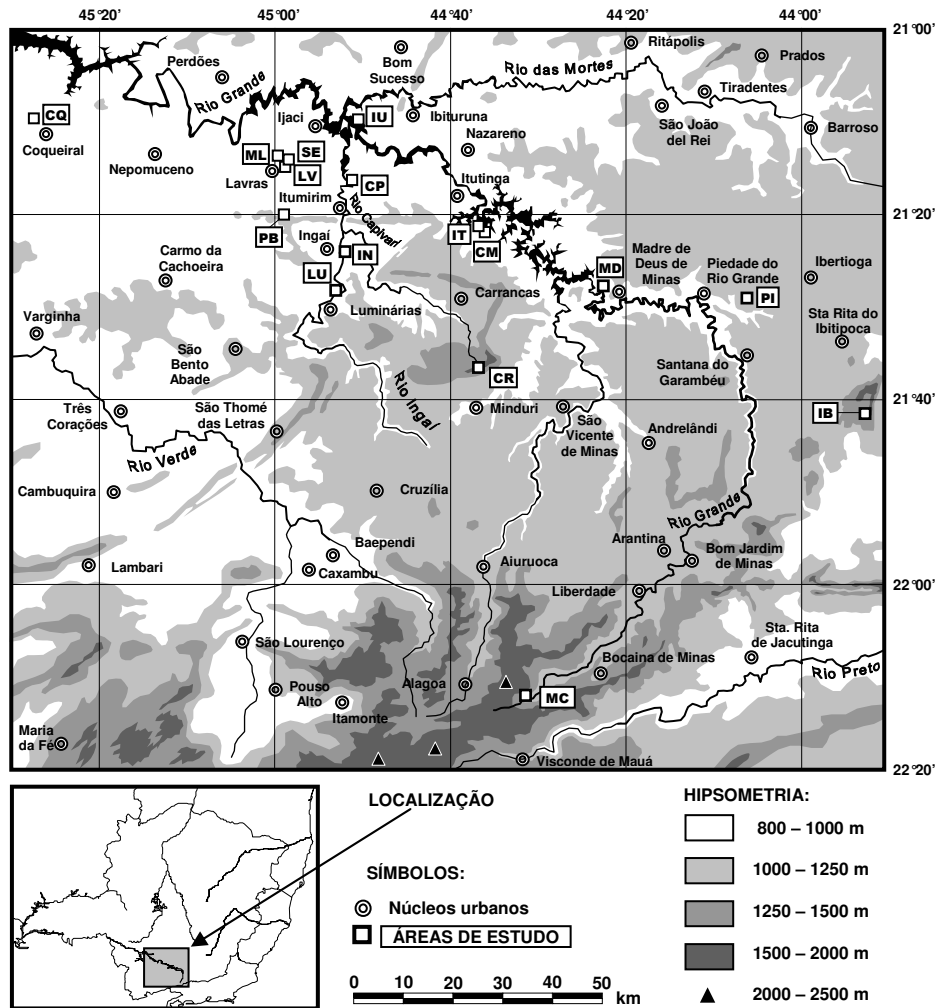 45°20' 45°00' 44°40' 44°20' 44°00'
21°00'
Perdões
Bom
Sucesso
Ritápolis
Prados
Rio Grande
Rio das Mortes
Tiradentes
CQ
Coqueiral
Ijaci
IU
Ibituruna
São João
del Rei
Barroso
Nepomuceno
ML
SE
LV
Lavras
Nazareno
CP
Itutinga
Itumirim
Rio Capivari
21°20'
PB
Ingaí
IN
IT
CM
Carmo da
Cachoeira
LU
MD
Madre de
Deus de
Minas
Piedade do
Rio Grande
PI
Ibertioga
Carrancas
Luminárias
Varginha
Sta Rita do
Ibitipoca
São
Bento
Abade
CR
Santana do
Garambéu
Rio Ingaí
21°40'
Três
Corações
São Thomé
das Letras
Minduri
São
Vicente
de Minas
Andrelândi
IB
Rio Verde
Cambuquira
Cruzília
Rio Grande
Baependi
Arantina
Bom Jardim
de Minas
Lambari
Caxambu
Aiuruoca
22°00'
Liberdade
São Lourenço
Sta. Rita
de Jacutinga
Bocaina de Minas
Rio Preto
Pouso
Alto
Alagoa
MC
Itamonte
Maria
da Fé
Visconde de Mauá
22°20'
LOCALIZAÇÃO
SÍMBOLOS:
Núcleos urbanos
ÁREAS DE ESTUDO
0 10 20 30 40 50
km
HIPSOMETRIA:
800 – 1000 m
1000 – 1250 m
1250 – 1500 m
1500 – 2000 m
2000 – 2500 m